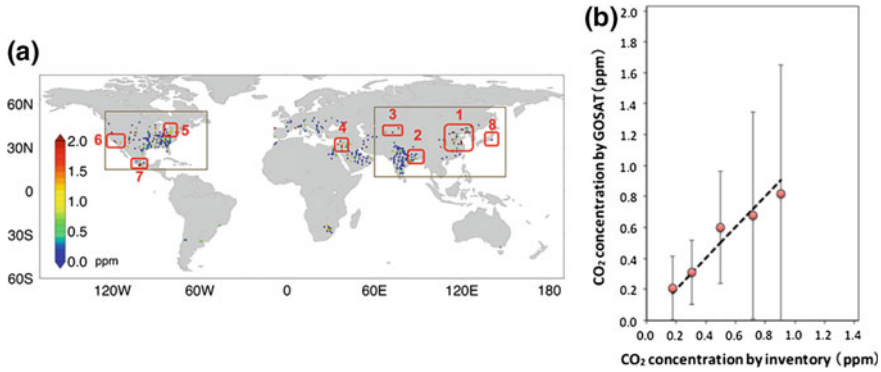 (a)
60N
30N
0
30S
60S
120W
60W
0
60E
120E
180
2.0
1.5
1.0
0.5
0.0 ppm
1
2
3
4
5
6
7
8
(b)
CO₂ concentration by GOSAT (ppm)
2.0
1.8
1.6
1.4
1.2
1.0
0.8
0.6
0.4
0.2
0.0
0.0 0.2 0.4 0.6 0.8 1.0 1.2 1.4
CO₂ concentration by inventory (ppm)